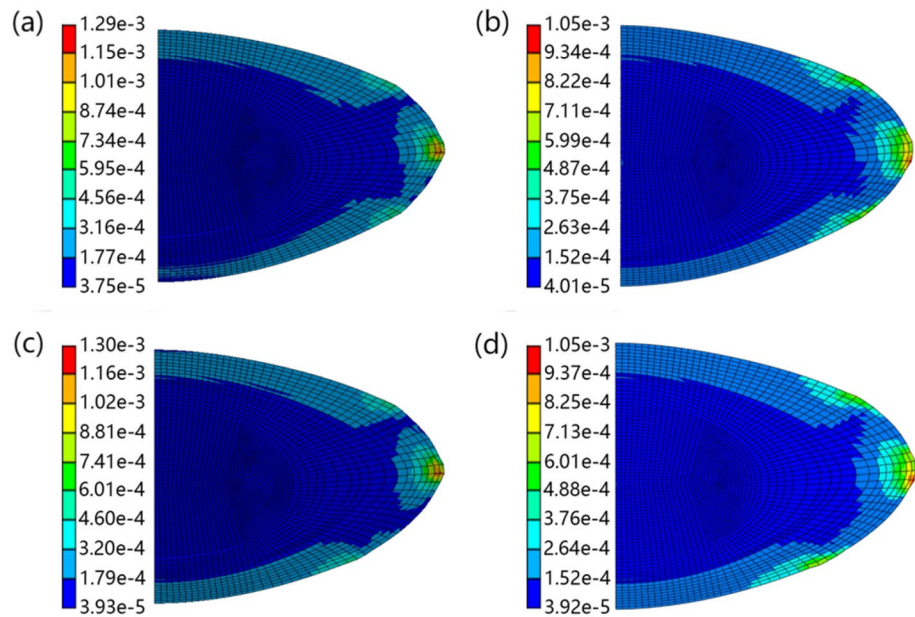 (a)
1.29e-3
1.15e-3
1.01e-3
8.74e-4
7.34e-4
5.95e-4
4.56e-4
3.16e-4
1.77e-4
3.75e-5
(b)
1.05e-3
9.34e-4
8.22e-4
7.11e-4
5.99e-4
4.87e-4
3.75e-4
2.63e-4
1.52e-4
4.01e-5
(c)
1.30e-3
1.16e-3
1.02e-3
8.81e-4
7.41e-4
6.01e-4
4.60e-4
3.20e-4
1.79e-4
3.93e-5
(d)
1.05e-3
9.37e-4
8.25e-4
7.13e-4
6.01e-4
4.88e-4
3.76e-4
2.64e-4
1.52e-4
3.92e-5